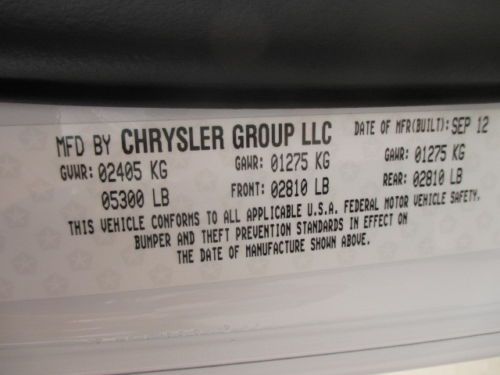 MFD BY CHRYSLER GROUP LLC DATE OF MFR(BUILT): SEP 12
GVWR: 02405 KG GAWR: 01275 KG GAWR: 01275 KG
05300 LB FRONT: 02810 LB REAR: 02810 LB
THIS VEHICLE CONFORMS TO ALL APPLICABLE U.S.A. FEDERAL MOTOR VEHICLE SAFETY,
BUMPER AND THEFT PREVENTION STANDARDS IN EFFECT ON
THE DATE OF MANUFACTURE SHOWN ABOVE.